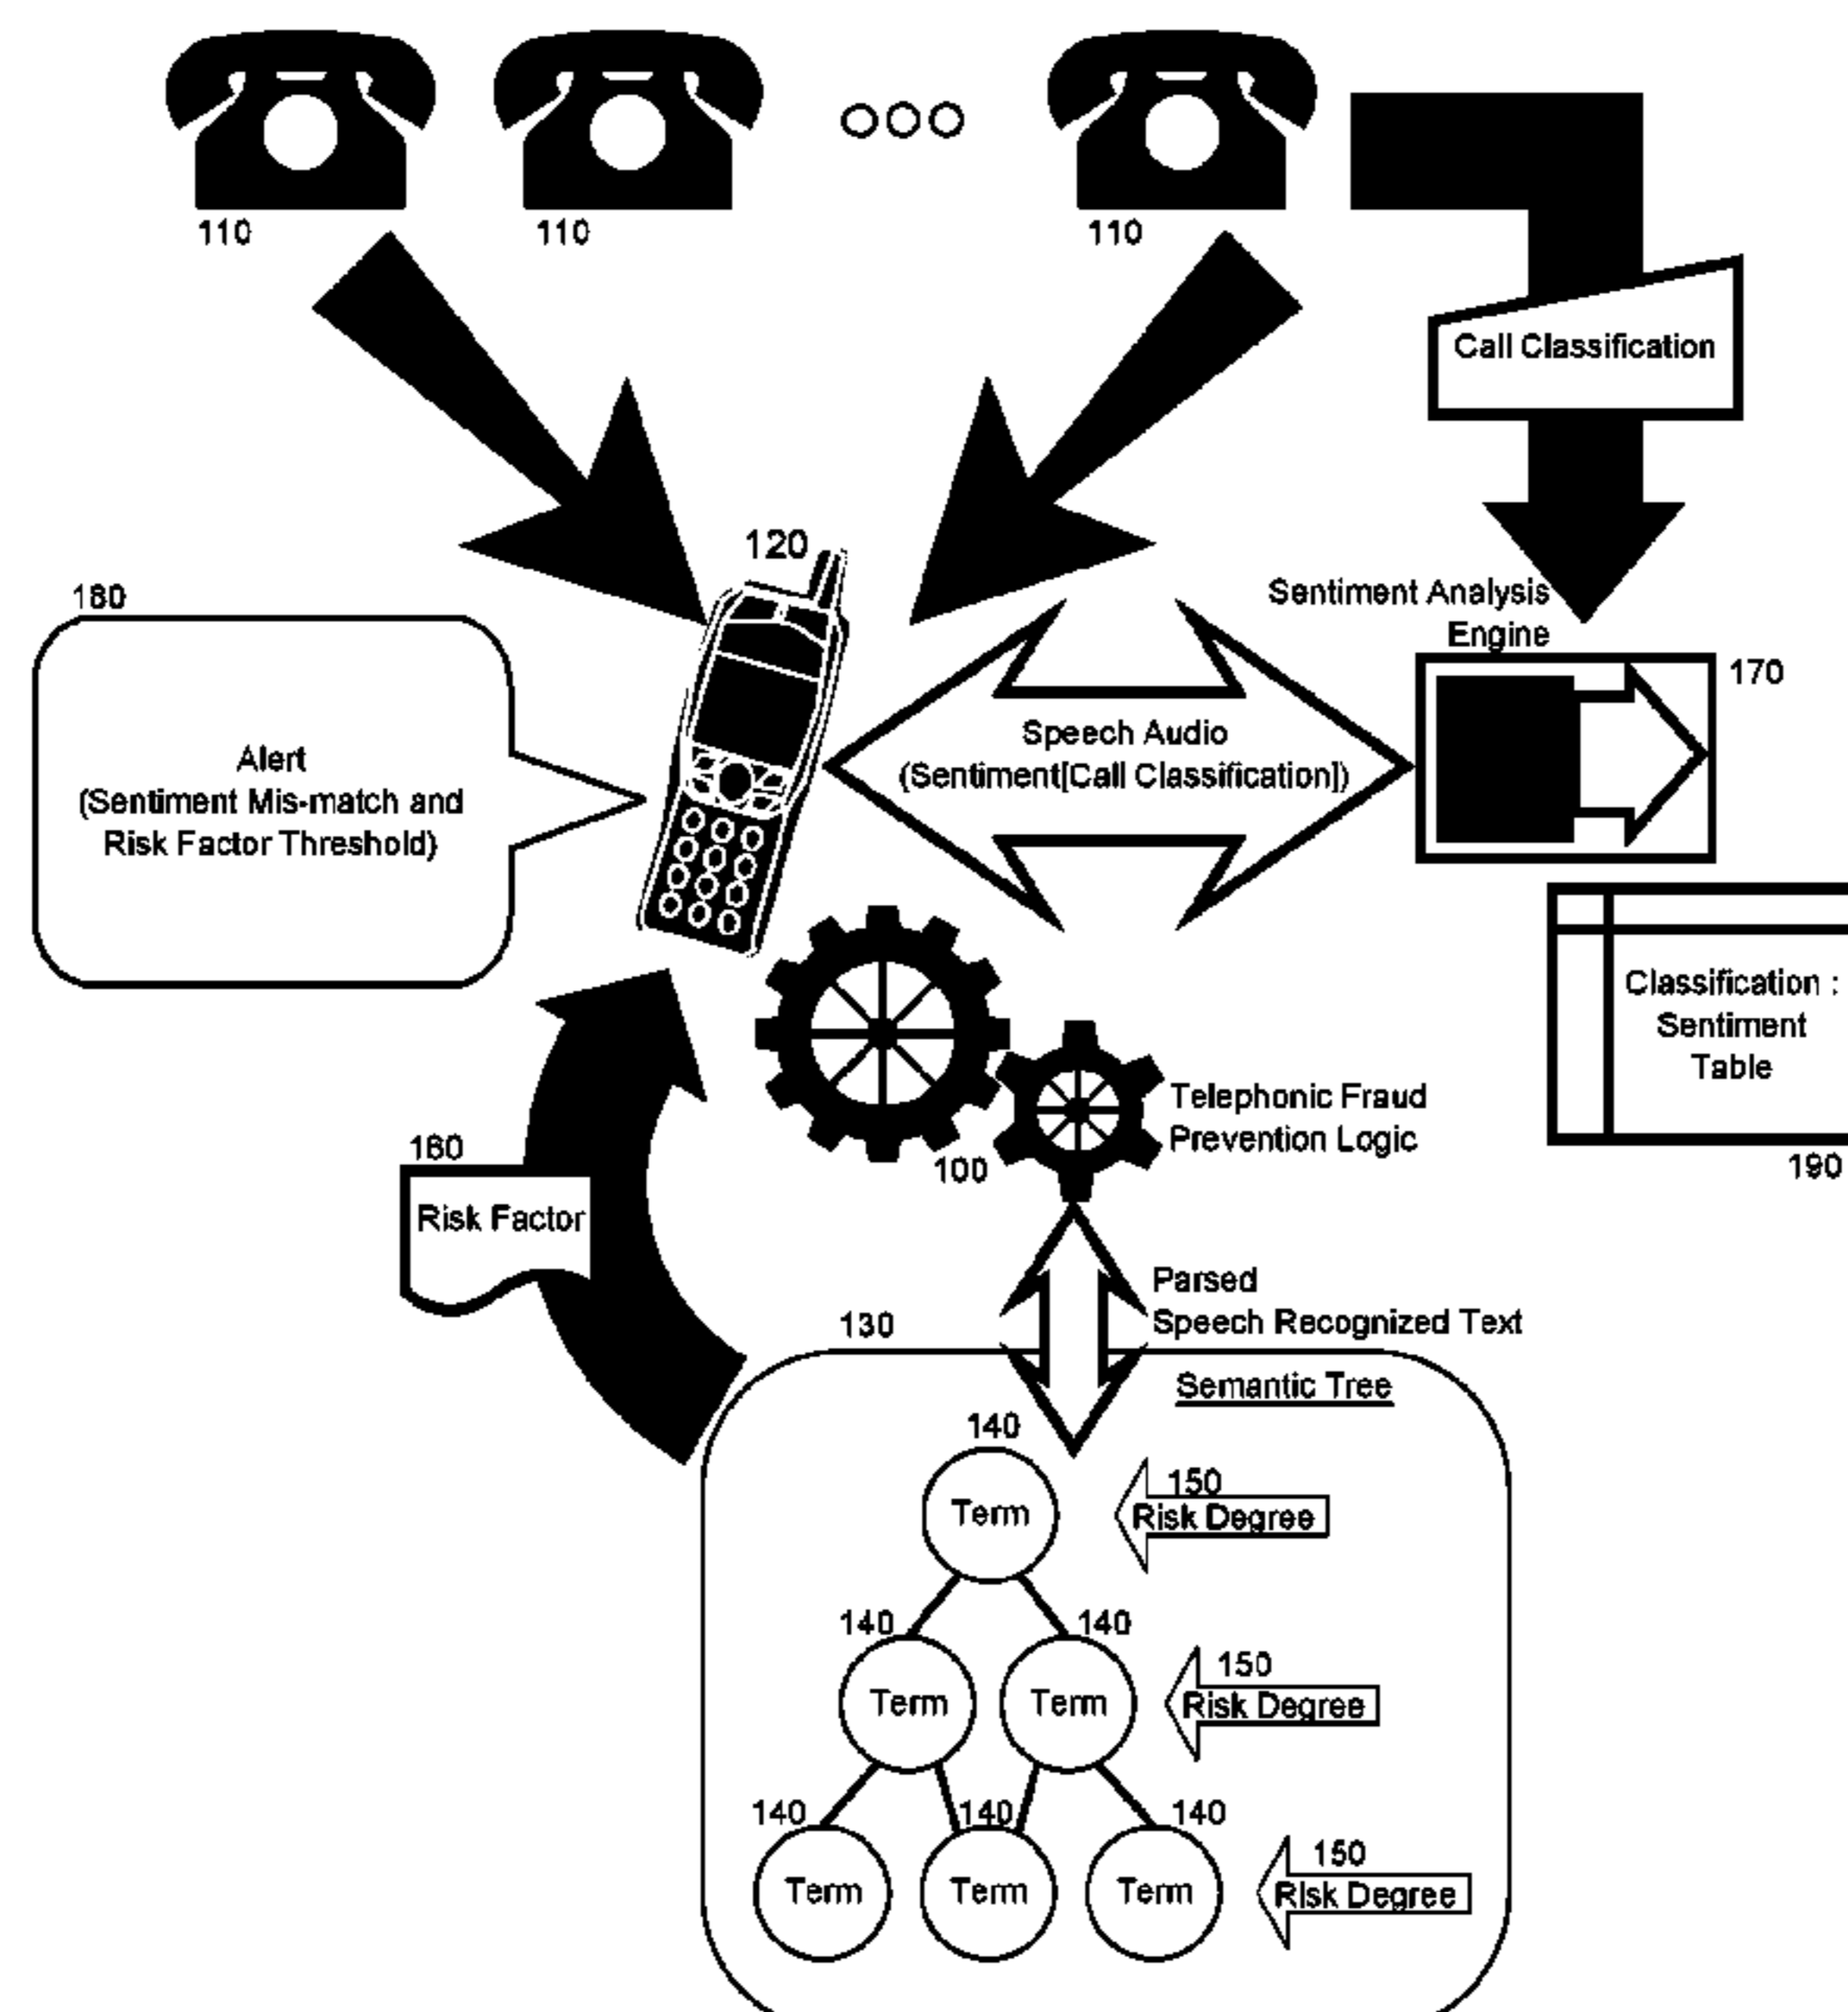 110
110
110
Call Classification
120
Sentiment Analysis
Engine
170
180
Alert
(Sentiment Mis-match and
Risk Factor Threshold)
Speech Audio
(Sentiment[Call Classification])
Classification :
Sentiment
Table
190
Telephonic Fraud
Prevention Logic
100
160
Risk Factor
Parsed
Speech Recognized Text
130
Semantic Tree
140
Term
150
Risk Degree
140
140
Term
Term
150
Risk Degree
140
140
140
Term
Term
Term
150
Risk Degree